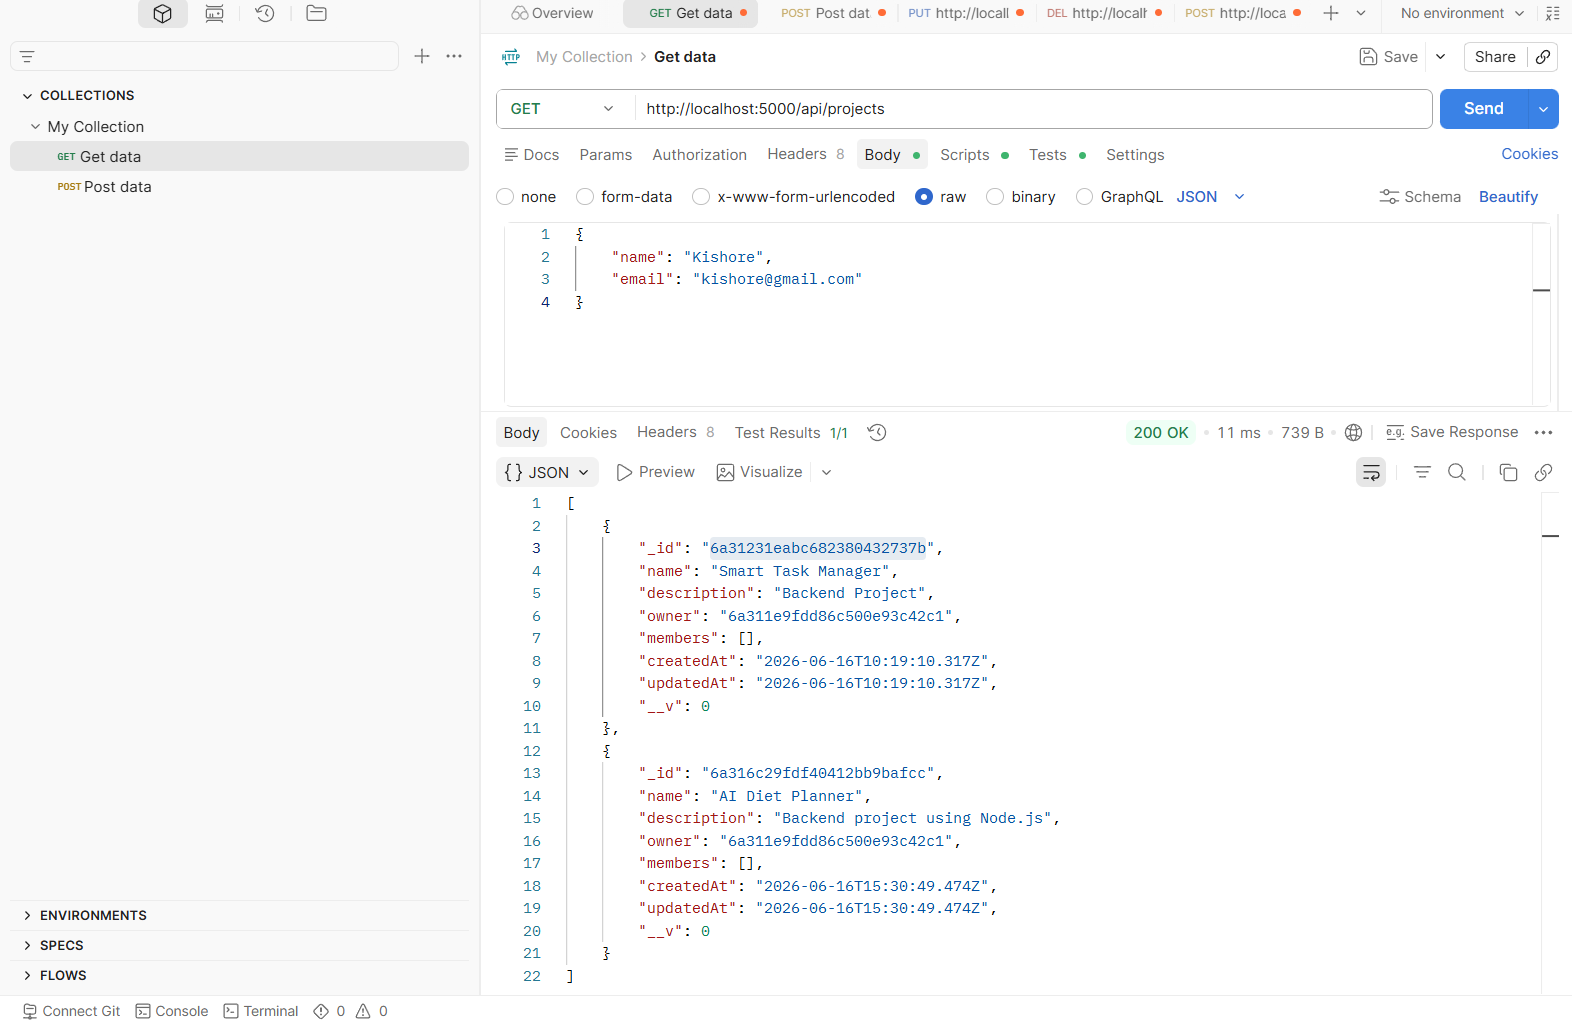 Overview
GET Get data
POST Post dat
PUT http://locall
DEL http://localh
POST http://loca
No environment
My Collection > Get data
Save
Share
COLLECTIONS
My Collection
GET Get data
POST Post data
GET
http://localhost:5000/api/projects
Send
Docs
Params
Authorization
Headers 8
Body
Scripts
Tests
Settings
Cookies
none
form-data
x-www-form-urlencoded
raw
binary
GraphQL
JSON
Schema
Beautify
1 {
2 "name": "Kishore",
3 "email": "kishore@gmail.com"
4 }
Body
Cookies
Headers 8
Test Results 1/1
200 OK
11 ms
739 B
e.g. Save Response
{} JSON
Preview
Visualize
1 [
2 {
3 "_id": "6a31231eabc682380432737b",
4 "name": "Smart Task Manager",
5 "description": "Backend Project",
6 "owner": "6a311e9fdd86c500e93c42c1",
7 "members": [],
8 "createdAt": "2026-06-16T10:19:10.317Z",
9 "updatedAt": "2026-06-16T10:19:10.317Z",
10 "__v": 0
11 },
12 {
13 "_id": "6a316c29fdf40412bb9bafcc",
14 "name": "AI Diet Planner",
15 "description": "Backend project using Node.js",
16 "owner": "6a311e9fdd86c500e93c42c1",
17 "members": [],
18 "createdAt": "2026-06-16T15:30:49.474Z",
19 "updatedAt": "2026-06-16T15:30:49.474Z",
20 "__v": 0
21 }
22 ]
ENVIRONMENTS
SPECS
FLOWS
Connect Git
Console
Terminal
0
0